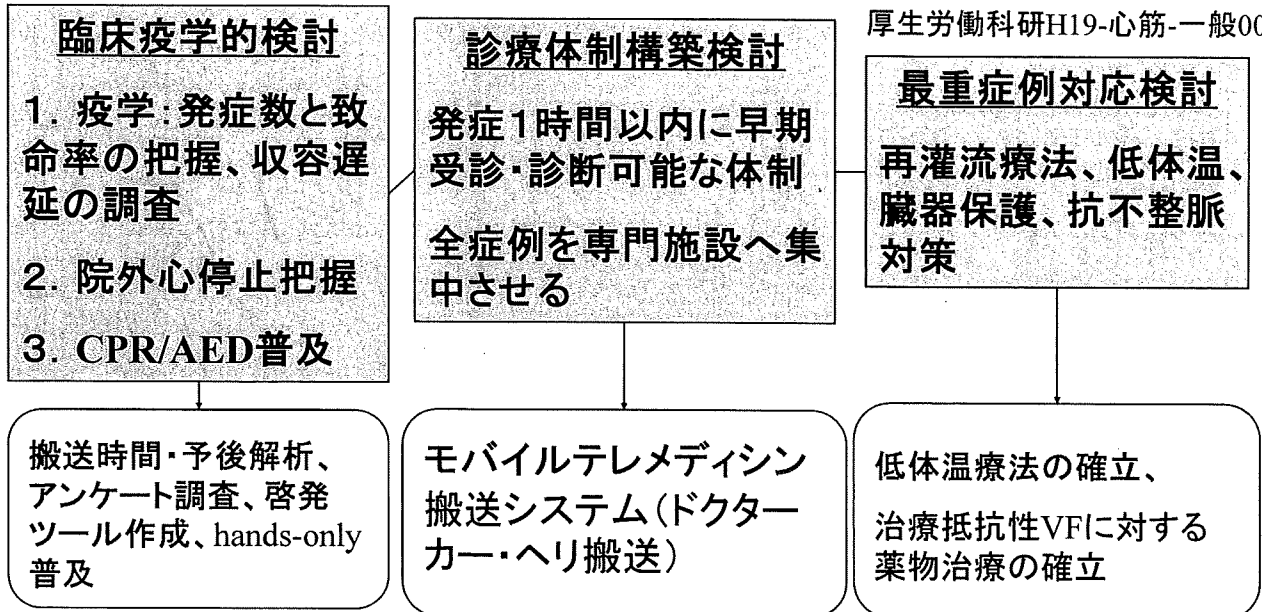 厚生労働科研H19-心筋-一般00
臨床疫学的検討
1. 疫学:発症数と致
命率の把握、収容遅
延の調査
2. 院外心停止把握
3. CPR/AED普及
診療体制構築検討
発症1時間以内に早期
受診・診断可能な体制
全症例を専門施設へ集
中させる
最重症例対応検討
再灌流療法、低体温、
臓器保護、抗不整脈
対策
搬送時間・予後解析、
アンケート調査、啓発
ツール作成、hands-only
普及
モバイルテレメディシン
搬送システム(ドクター
カー・ヘリ搬送)
低体温療法の確立、
治療抵抗性VFに対する
薬物治療の確立